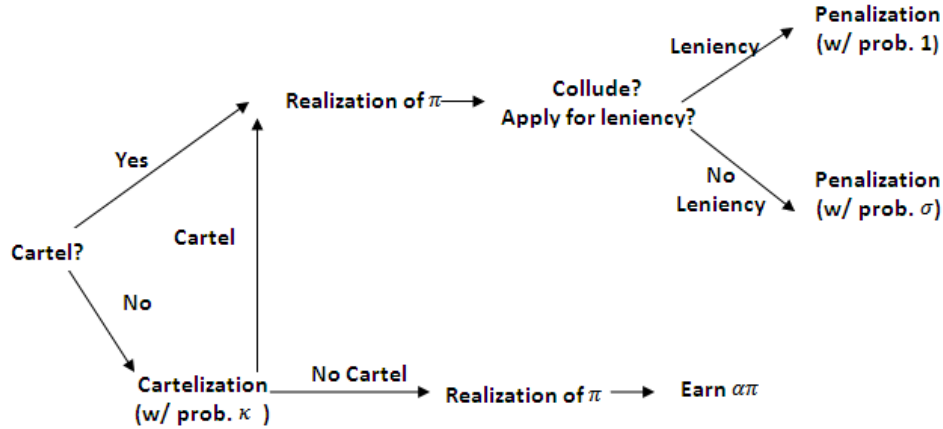 Penalization
(w/ prob. 1)
Leniency
Collude?
Apply for leniency?
Realization of π
Yes
No
Leniency
Penalization
(w/ prob. σ)
Cartel
Cartel?
No
Cartelization
(w/ prob. κ )
No Cartel
Realization of π
Earn απ